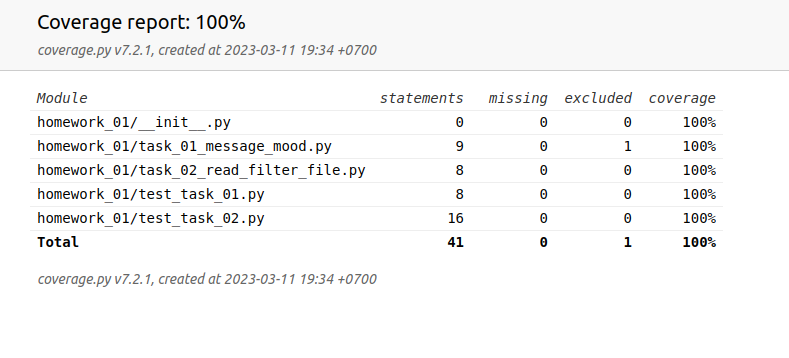 Coverage report: 100%
coverage.py v7.2.1, created at 2023-03-11 19:34 +0700
Module statements missing excluded coverage
homework_01/__init__.py 0 0 0 100%
homework_01/task_01_message_mood.py 9 0 1 100%
homework_01/task_02_read_filter_file.py 8 0 0 100%
homework_01/test_task_01.py 8 0 0 100%
homework_01/test_task_02.py 16 0 0 100%
Total 41 0 1 100%
coverage.py v7.2.1, created at 2023-03-11 19:34 +0700